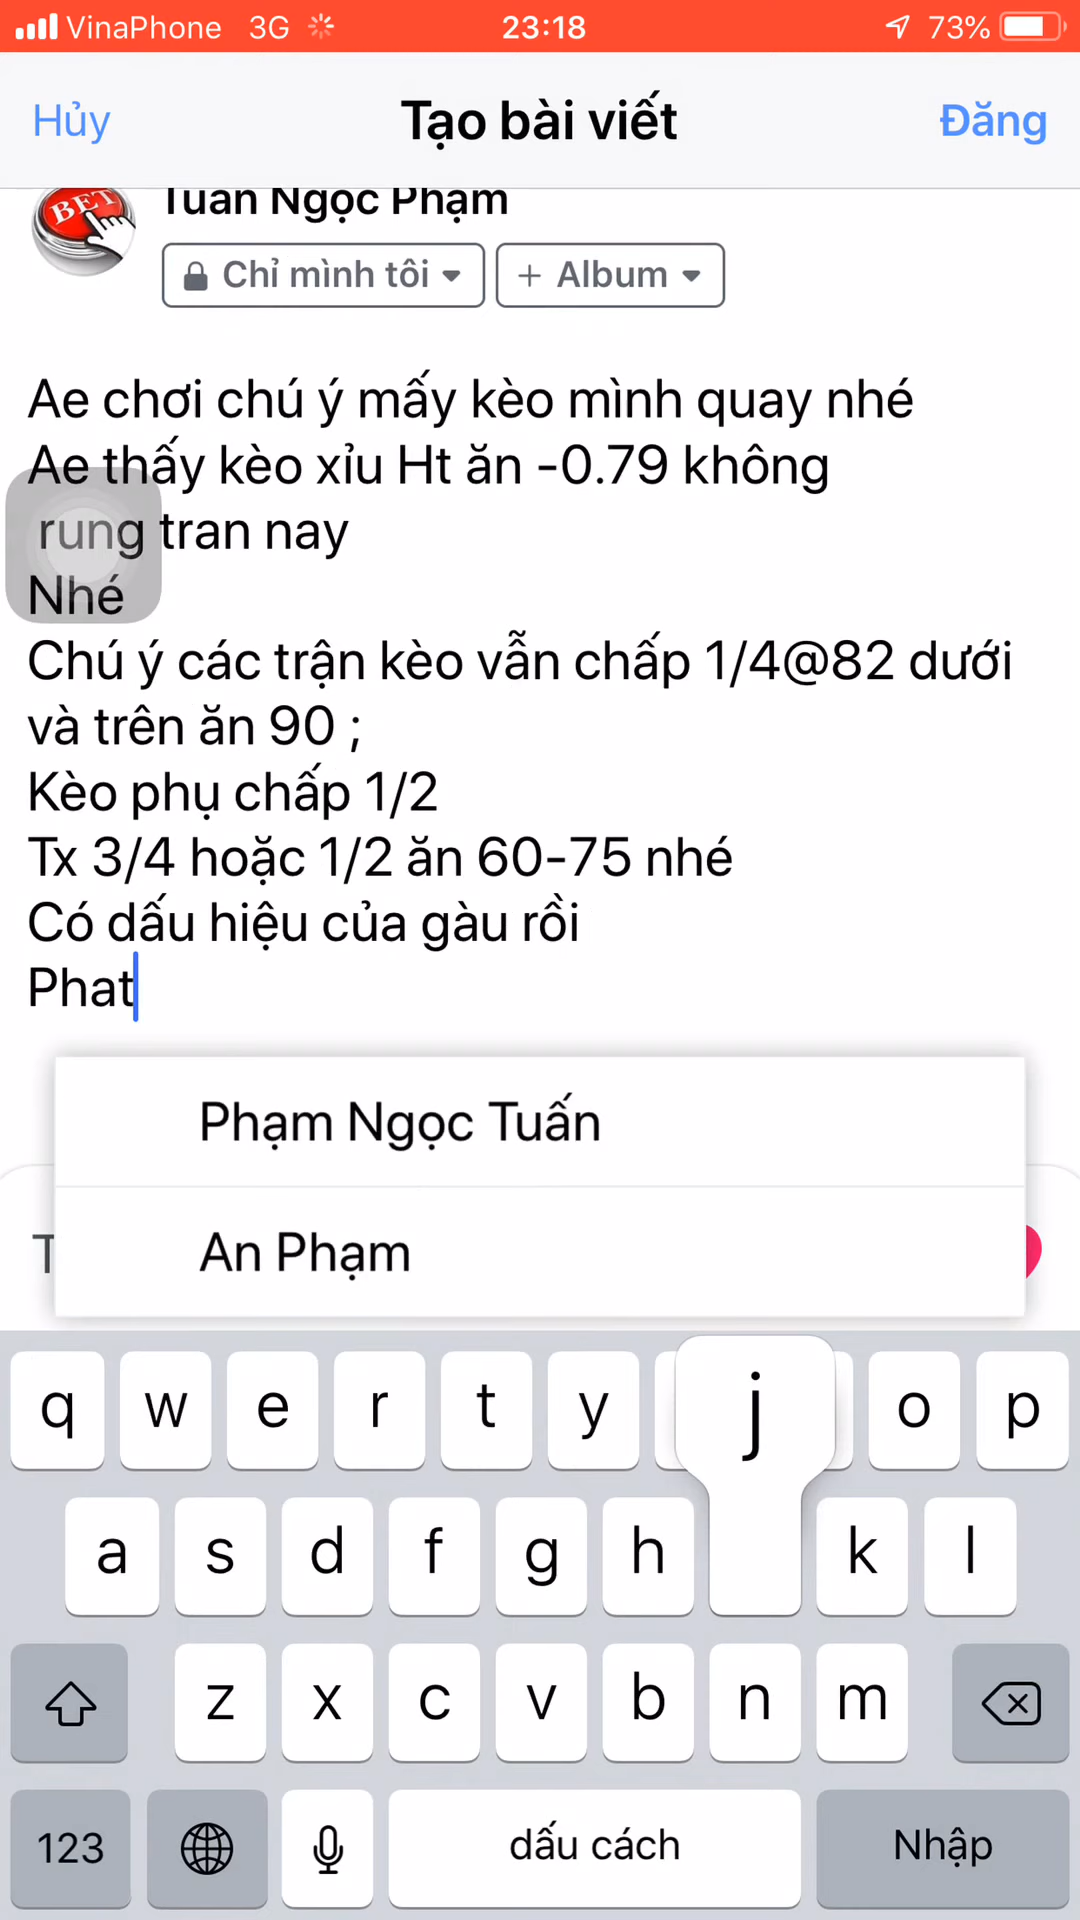 VinaPhone 3G 23:18 73%
Hủy Tạo bài viết Đăng
BET
Tuấn Ngọc Phạm
Chỉ mình tôi + Album
Ae chơi chú ý mấy kèo mình quay nhé
Ae thấy kèo xỉu Ht ăn -0.79 không
rung tran nay
Nhé
Chú ý các trận kèo vẫn chấp 1/4@82 dưới
và trên ăn 90 ;
Kèo phụ chấp 1/2
Tx 3/4 hoặc 1/2 ăn 60-75 nhé
Có dấu hiệu của gàu rồi
Phat
Phạm Ngọc Tuấn
T
An Phạm
q w e r t y j o p
a s d f g h k l
z x c v b n m
123 dấu cách Nhập